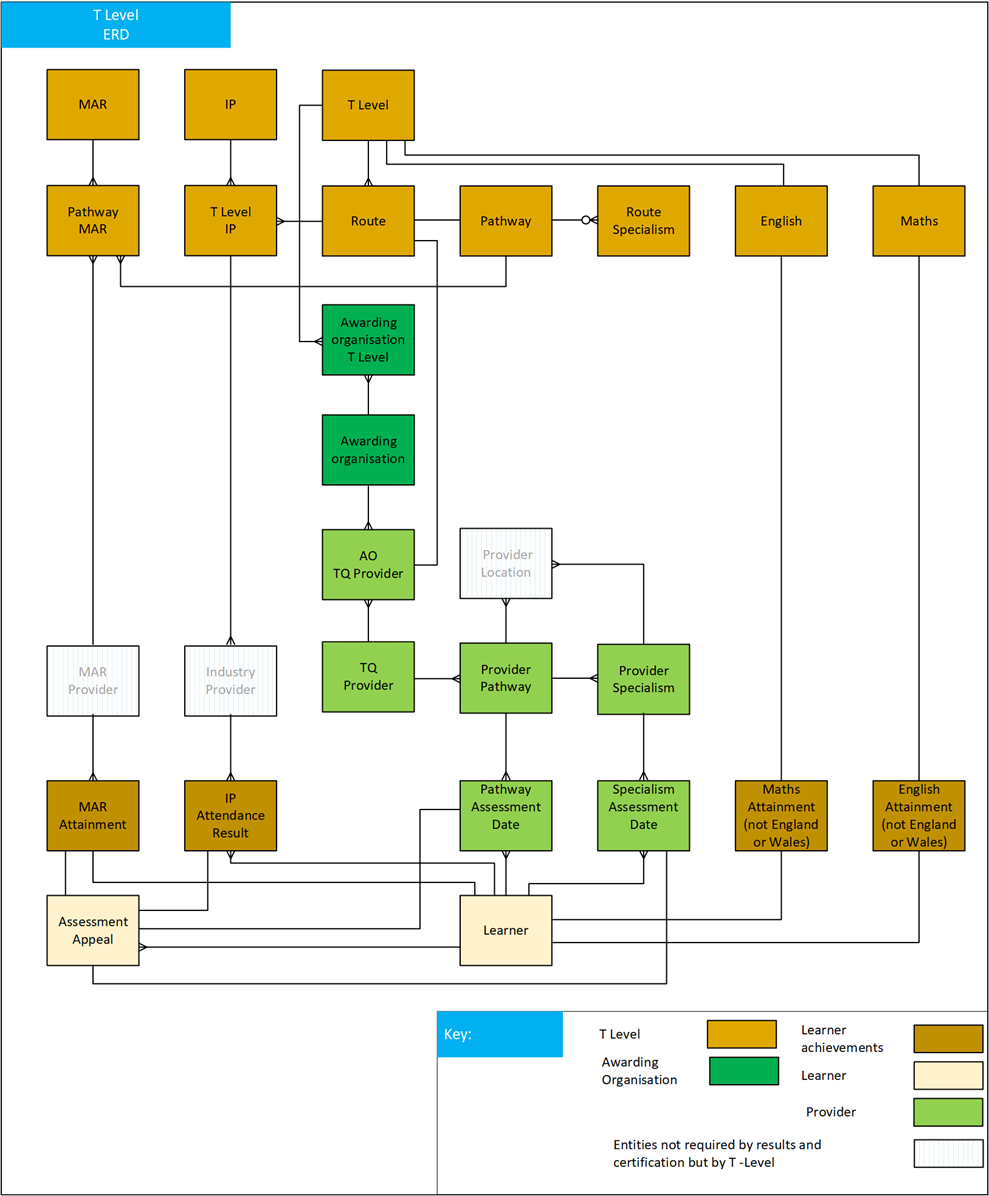 T Level
ERD
MAR
IP
T Level
Pathway
MAR
T Level
IP
Route
Pathway
Route
Specialism
English
Maths
Awarding
organisation
T Level
Awarding
organisation
AO
TQ Provider
Provider
Location
MAR
Provider
Industry
Provider
TQ
Provider
Provider
Pathway
Provider
Specialism
MAR
Attainment
IP
Attendance
Result
Pathway
Assessment
Date
Specialism
Assessment
Date
Maths
Attainment
(not England
or Wales)
English
Attainment
(not England
or Wales)
Assessment
Appeal
Learner
Key:
T Level
Learner
achievements
Awarding
Organisation
Learner
Provider
Entities not required by results and
certification but by T -Level